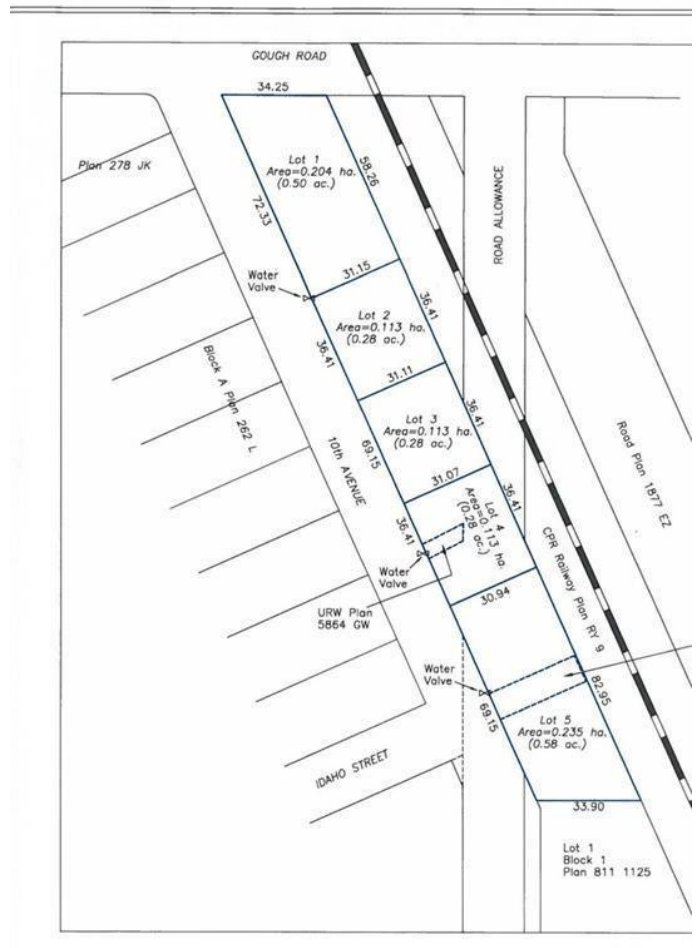 GOUGH ROAD
34.25
Plan 278 JK
Lot 1
Area=0.204 ha.
(0.50 ac.)
58.26
72.33
ROAD ALLOWANCE
Water
Valve
31.15
Lot 2
Area=0.113 ha.
(0.28 ac.)
36.41
36.41
31.11
Block A Plan 262 L
Lot 3
Area=0.113 ha.
(0.28 ac.)
36.41
69.15
10th AVENUE
Road Plan 1877 EZ
31.07
Lot 4
Area=0.113 ha.
(0.28 ac.)
36.41
36.41
CPR Railway Plan RY 9
Water
Valve
URW Plan
5864 GW
30.94
Water
Valve
82.95
69.15
Lot 5
Area=0.235 ha.
(0.58 ac.)
IDAHO STREET
33.90
Lot 1
Block 1
Plan 811 1125